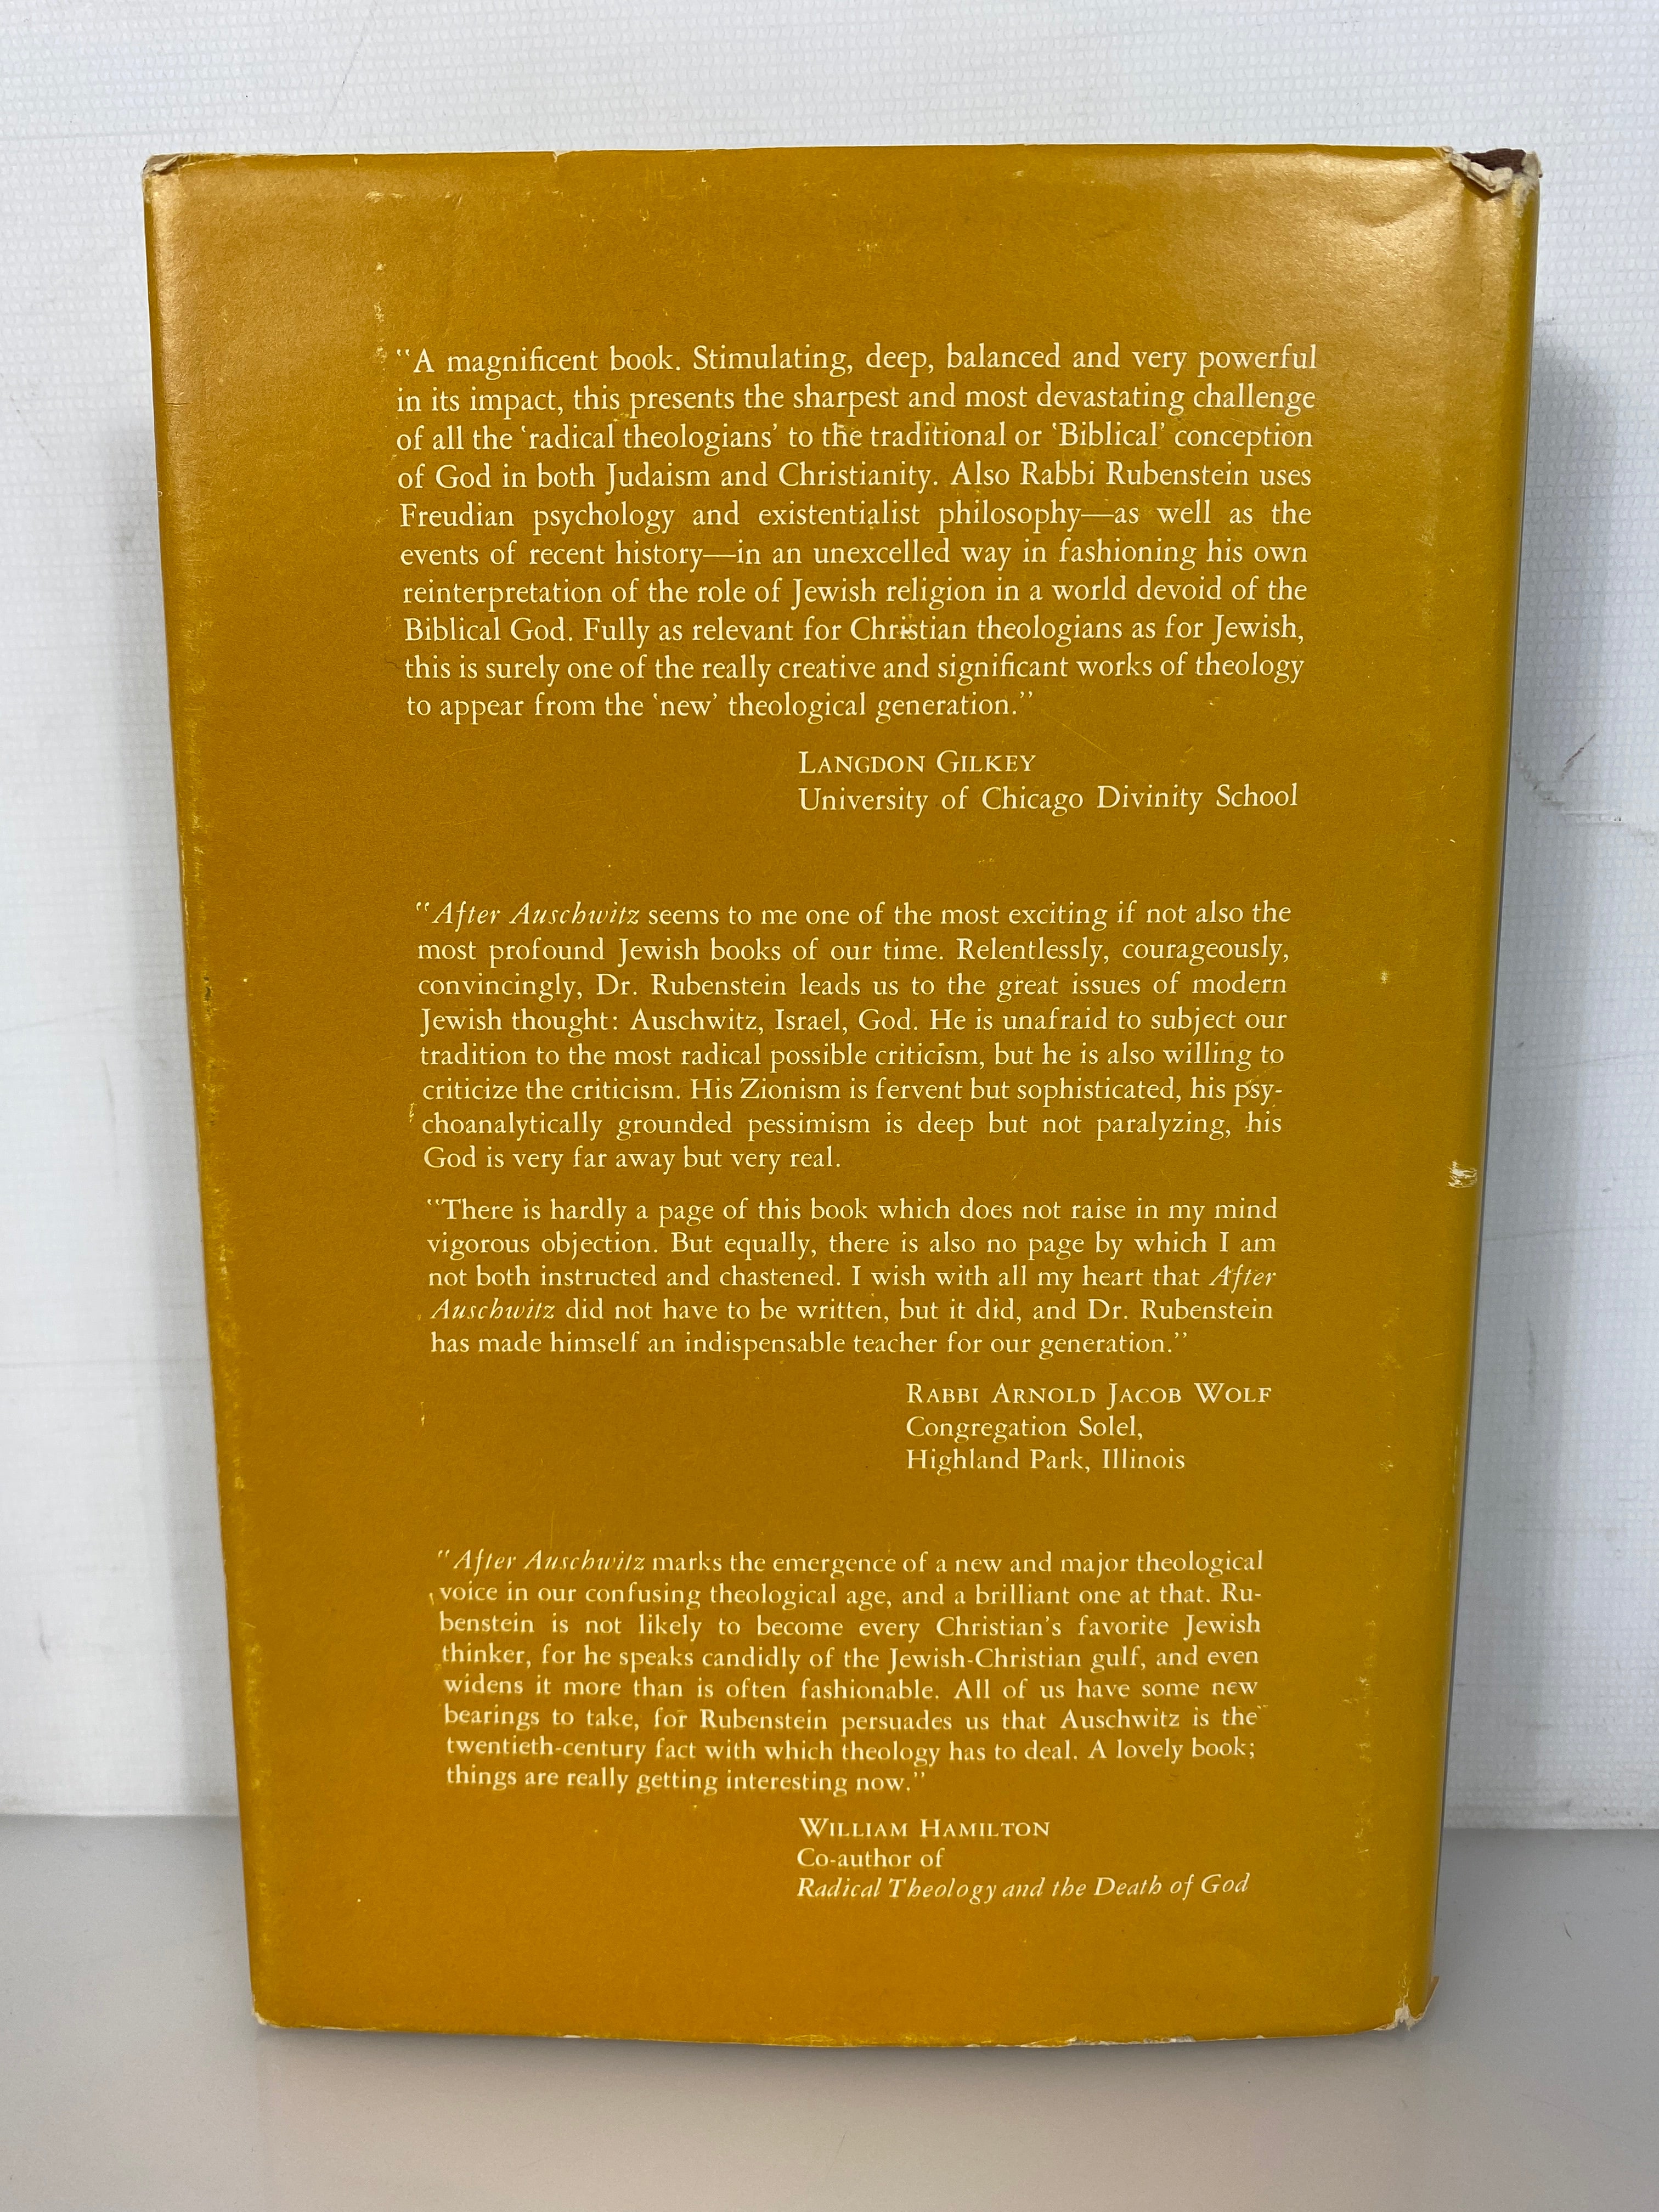 "A magnificent book. Stimulating, deep, balanced and very powerful
in its impact, this presents the sharpest and most devastating challenge
of all the 'radical theologians' to the traditional or 'Biblical' conception
of God in both Judaism and Christianity. Also Rabbi Rubenstein uses
Freudian psychology and existentialist philosophy—as well as the
events of recent history—in an unexcelled way in fashioning his own
reinterpretation of the role of Jewish religion in a world devoid of the
Biblical God. Fully as relevant for Christian theologians as for Jewish,
this is surely one of the really creative and significant works of theology
to appear from the 'new' theological generation."
LANGDON GILKEY
University of Chicago Divinity School
"After Auschwitz seems to me one of the most exciting if not also the
most profound Jewish books of our time. Relentlessly, courageously,
convincingly, Dr. Rubenstein leads us to the great issues of modern
Jewish thought: Auschwitz, Israel, God. He is unafraid to subject our
tradition to the most radical possible criticism, but he is also willing to
criticize the criticism. His Zionism is fervent but sophisticated, his psy-
choanalytically grounded pessimism is deep but not paralyzing, his
God is very far away but very real.
"There is hardly a page of this book which does not raise in my mind
vigorous objection. But equally, there is also no page by which I am
not both instructed and chastened. I wish with all my heart that After
Auschwitz did not have to be written, but it did, and Dr. Rubenstein
has made himself an indispensable teacher for our generation."
RABBI ARNOLD JACOB WOLF
Congregation Solel,
Highland Park, Illinois
"After Auschwitz marks the emergence of a new and major theological
voice in our confusing theological age, and a brilliant one at that. Ru-
benstein is not likely to become every Christian's favorite Jewish
thinker, for he speaks candidly of the Jewish-Christian gulf, and even
widens it more than is often fashionable. All of us have some new
bearings to take, for Rubenstein persuades us that Auschwitz is the
twentieth-century fact with which theology has to deal. A lovely book;
things are really getting interesting now."
WILLIAM HAMILTON
Co-author of
Radical Theology and the Death of God